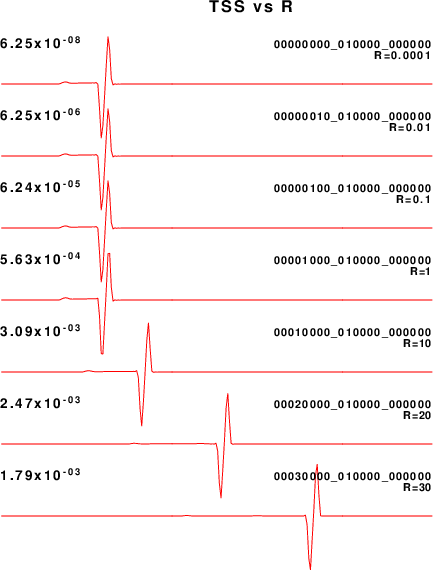 TSS vs R
6.25x10-08 00000000_010000_000000
R=0.0001
6.25x10-06 00000010_010000_000000
R=0.01
6.24x10-05 00000100_010000_000000
R=0.1
5.63x10-04 00001000_010000_000000
R=1
3.09x10-03 00010000_010000_000000
R=10
2.47x10-03 00020000_010000_000000
R=20
1.79x10-03 00030000_010000_000000
R=30